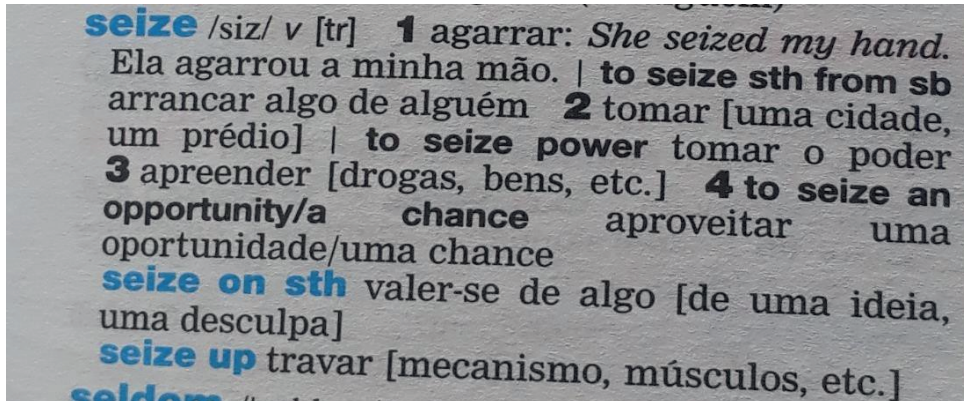 seize /siz/ v [tr] 1 agarrar: She seized my hand.
Ela agarrou a minha mão. | to seize sth from sb
arrancar algo de alguém 2 tomar [uma cidade,
um prédio] | to seize power tomar o poder
3 apreender [drogas, bens, etc.] 4 to seize an
opportunity/a chance aproveitar uma
oportunidade/uma chance
seize on sth valer-se de algo [de uma ideia,
uma desculpa]
seize up travar [mecanismo, músculos, etc.]
seldom